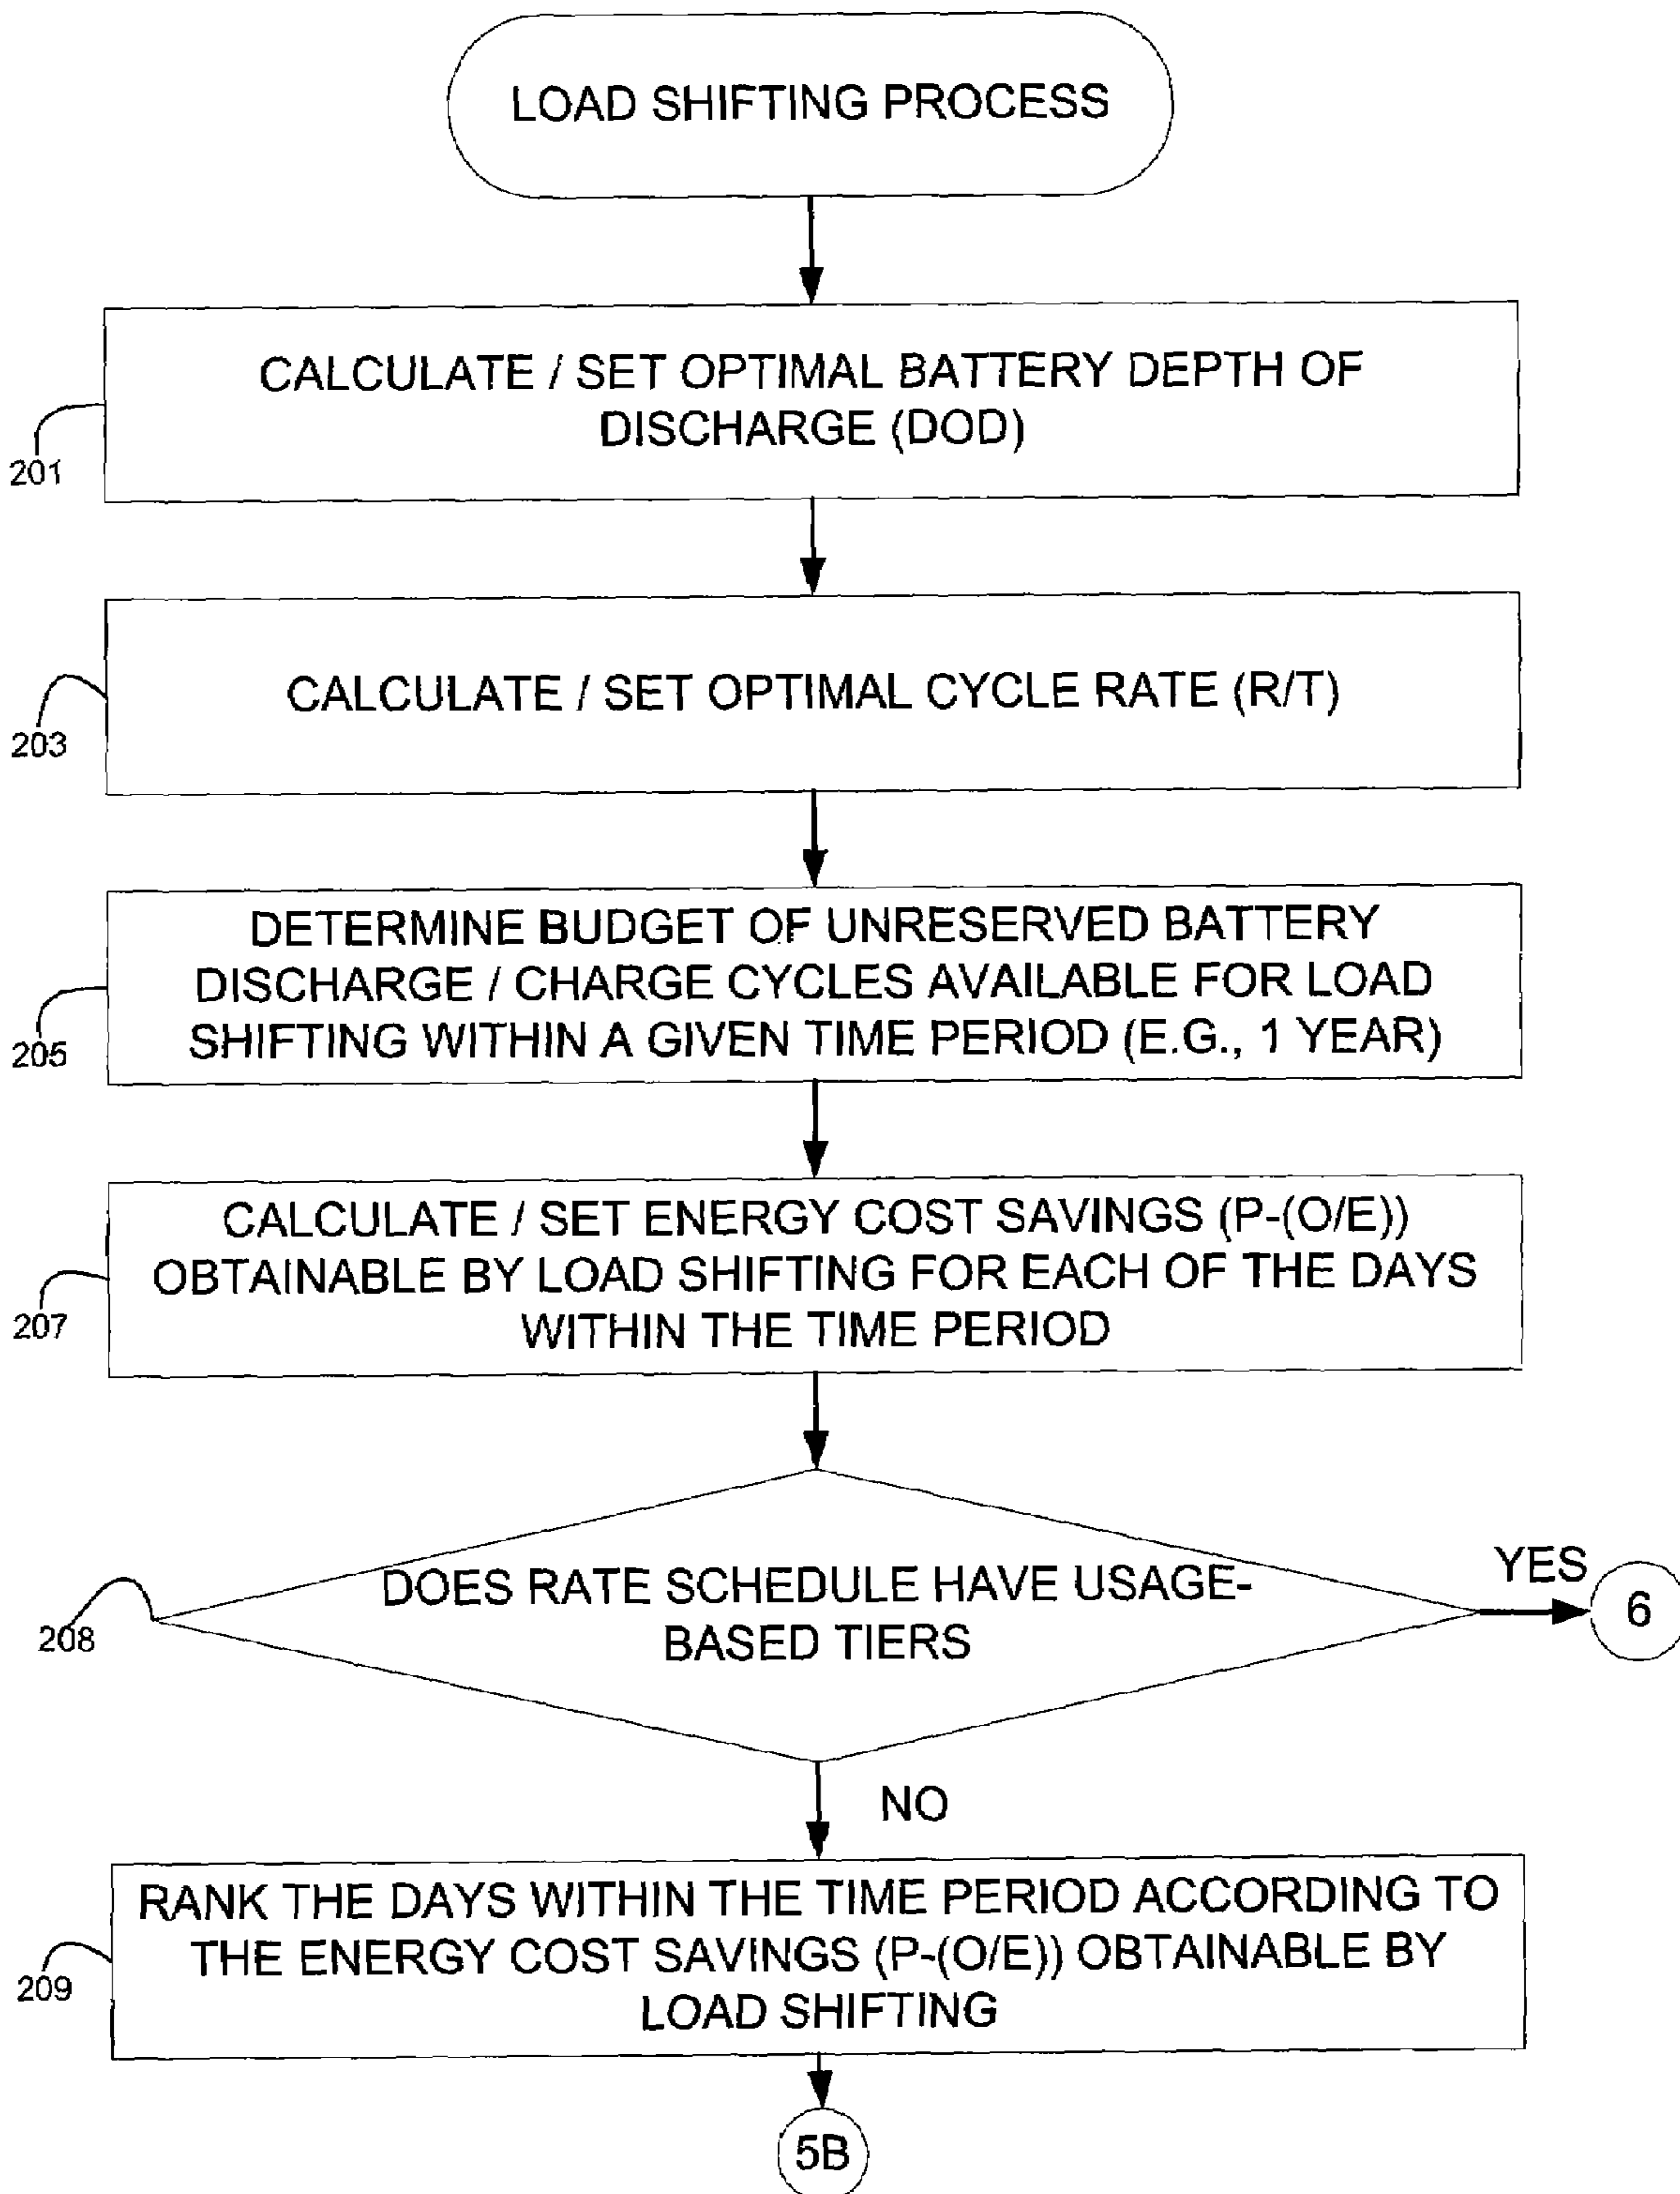 LOAD SHIFTING PROCESS
CALCULATE / SET OPTIMAL BATTERY DEPTH OF
DISCHARGE (DOD)
201
CALCULATE / SET OPTIMAL CYCLE RATE (R/T)
203
DETERMINE BUDGET OF UNRESERVED BATTERY
DISCHARGE / CHARGE CYCLES AVAILABLE FOR LOAD
SHIFTING WITHIN A GIVEN TIME PERIOD (E.G., 1 YEAR)
205
CALCULATE / SET ENERGY COST SAVINGS (P-(O/E))
OBTAINABLE BY LOAD SHIFTING FOR EACH OF THE DAYS
WITHIN THE TIME PERIOD
207
DOES RATE SCHEDULE HAVE USAGE-
BASED TIERS
208
YES
6
NO
RANK THE DAYS WITHIN THE TIME PERIOD ACCORDING TO
THE ENERGY COST SAVINGS (P-(O/E)) OBTAINABLE BY
LOAD SHIFTING
209
5B